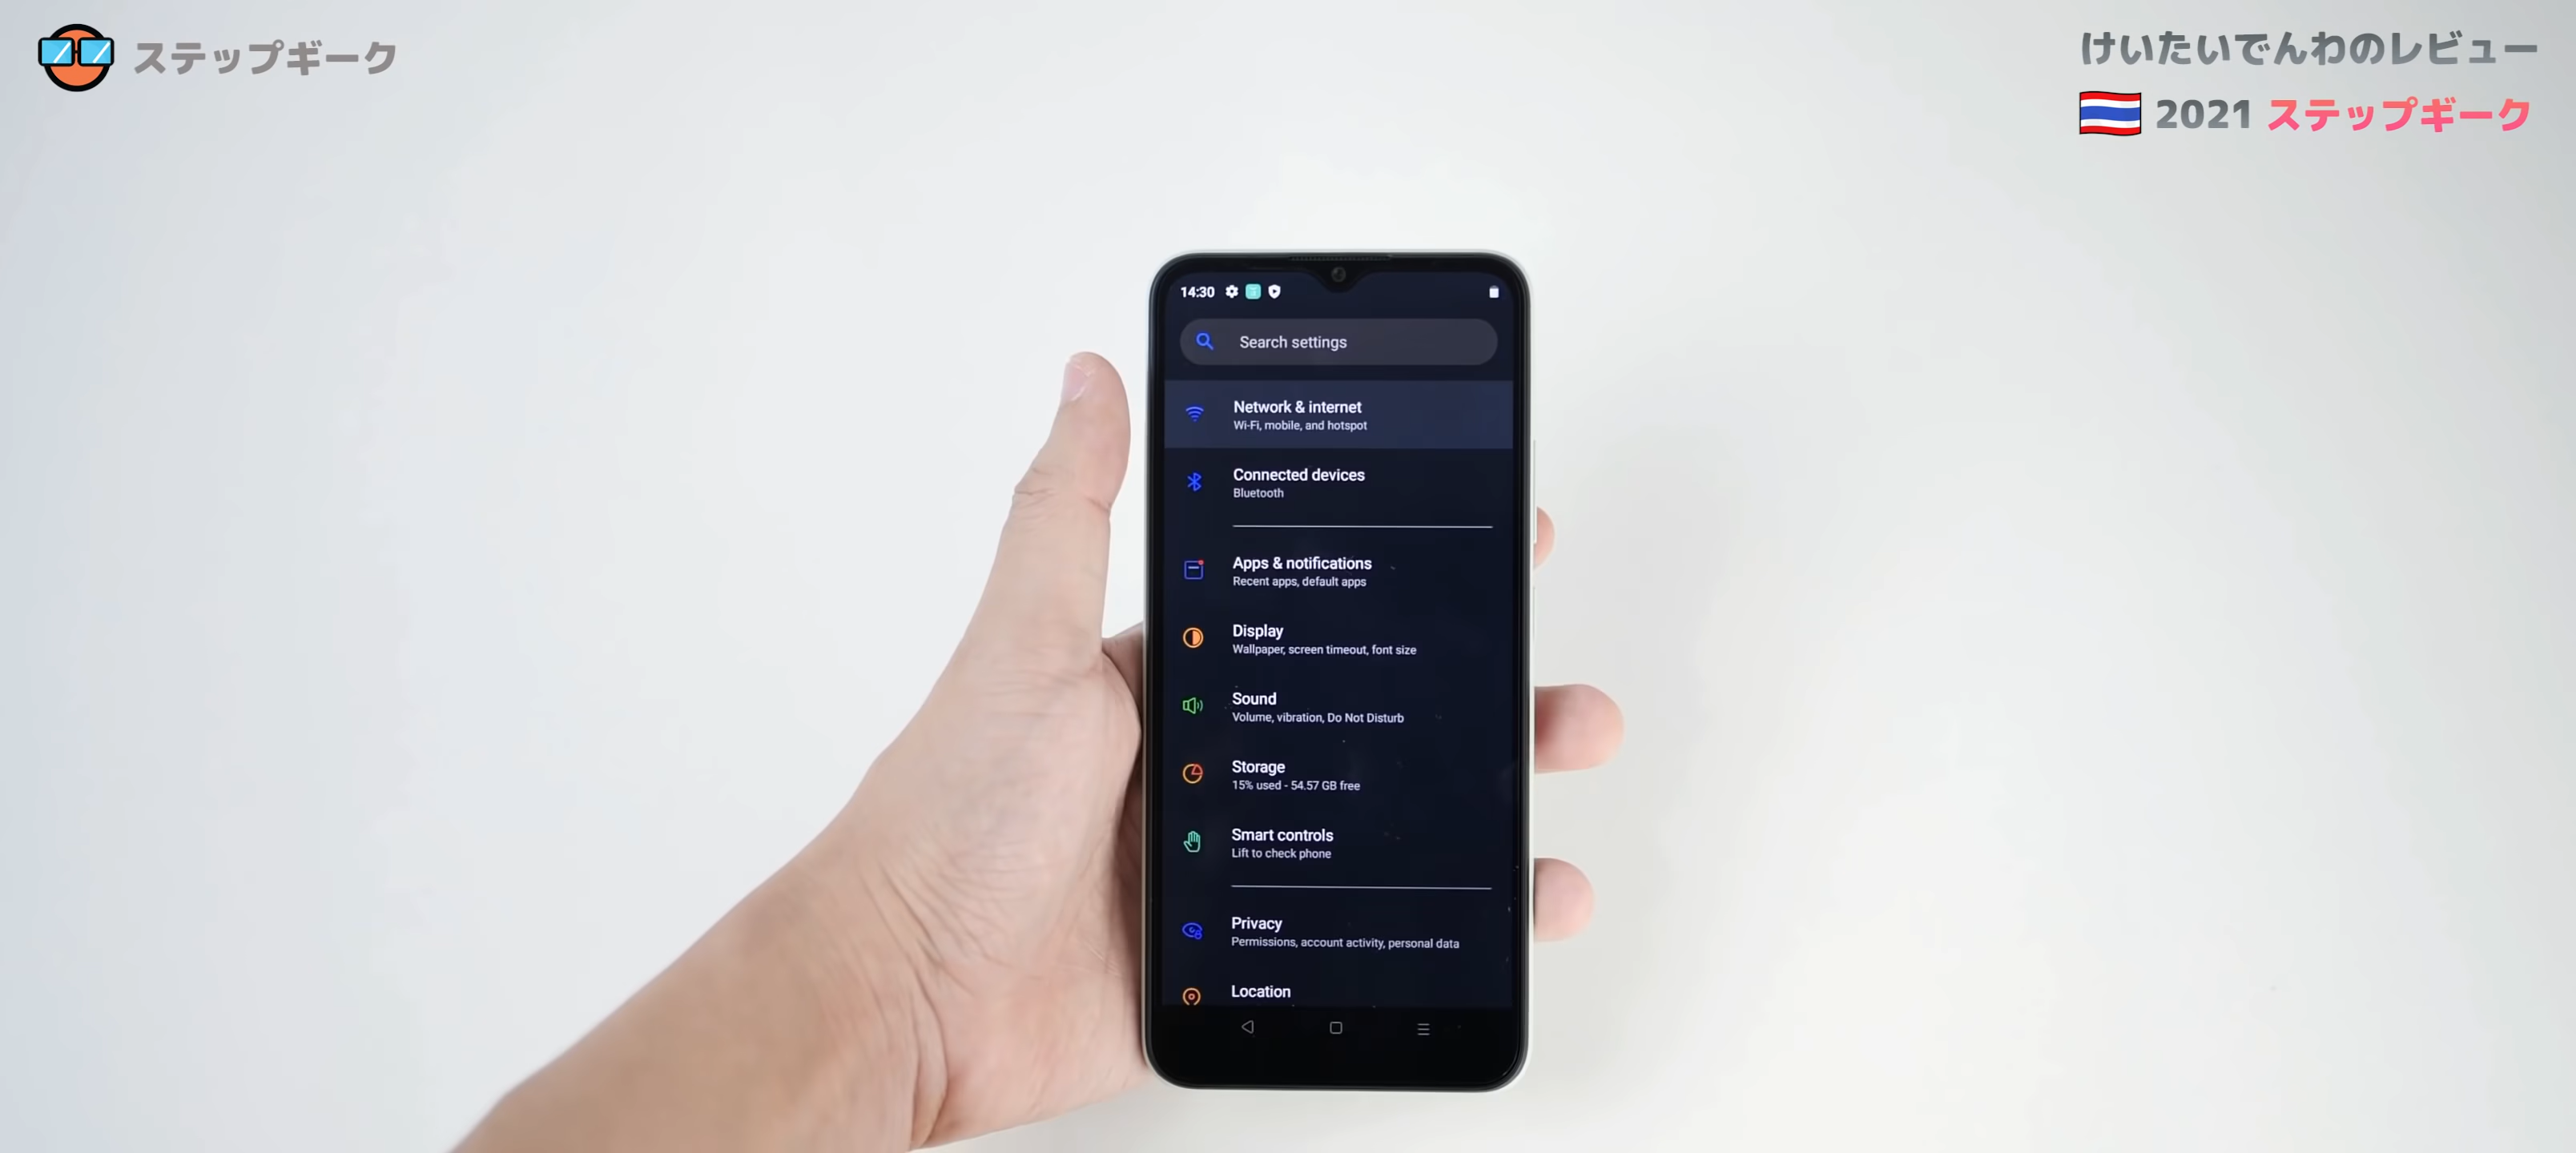 ステップギーク
けいたいでんわのレビュー
2021 ステップギーク
14:30
Search settings
Network & internet
Wi-Fi, mobile, and hotspot
Connected devices
Bluetooth
Apps & notifications
Recent apps, default apps
Display
Wallpaper, screen timeout, font size
Sound
Volume, vibration, Do Not Disturb
Storage
15% used - 54.57 GB free
Smart controls
Lift to check phone
Privacy
Permissions, account activity, personal data
Location